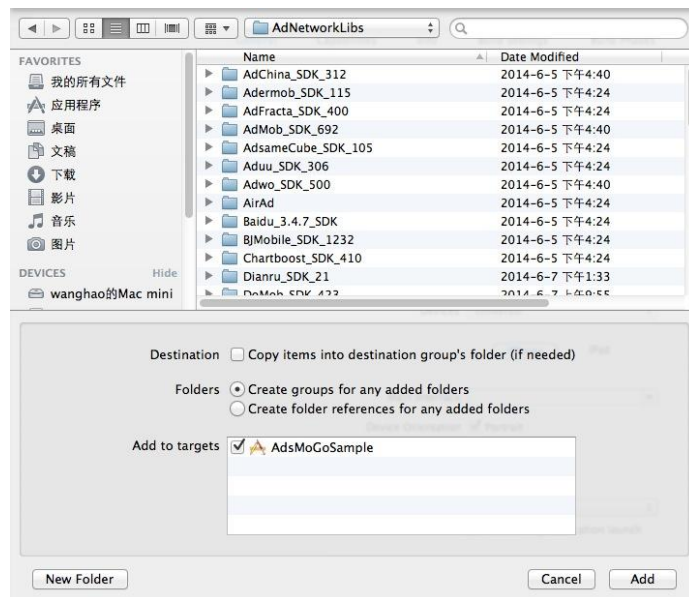 AdNetworkLibs
FAVORITES
我的所有文件
应用程序
桌面
文稿
下载
影片
音乐
图片
DEVICES Hide
wanghao的Mac mini
Name Date Modified
AdChina_SDK_312 2014-6-5 下午4:40
Adermob_SDK_115 2014-6-5 下午4:24
AdFracta_SDK_400 2014-6-5 下午4:24
AdMob_SDK_692 2014-6-5 下午4:40
AdsameCube_SDK_105 2014-6-5 下午4:24
Aduu_SDK_306 2014-6-5 下午4:24
Adwo_SDK_500 2014-6-5 下午4:40
AirAd 2014-6-5 下午4:24
Baidu_3.4.7_SDK 2014-6-5 下午4:24
BJMobile_SDK_1232 2014-6-5 下午4:24
Chartboost_SDK_410 2014-6-5 下午4:24
Dianru_SDK_21 2014-6-7 下午1:33
DoMob_SDK_423 2014-6-7 上午9:55
Destination Copy items into destination group's folder (if needed)
Folders Create groups for any added folders
Create folder references for any added folders
Add to targets AdsMoGoSample
New Folder Cancel Add